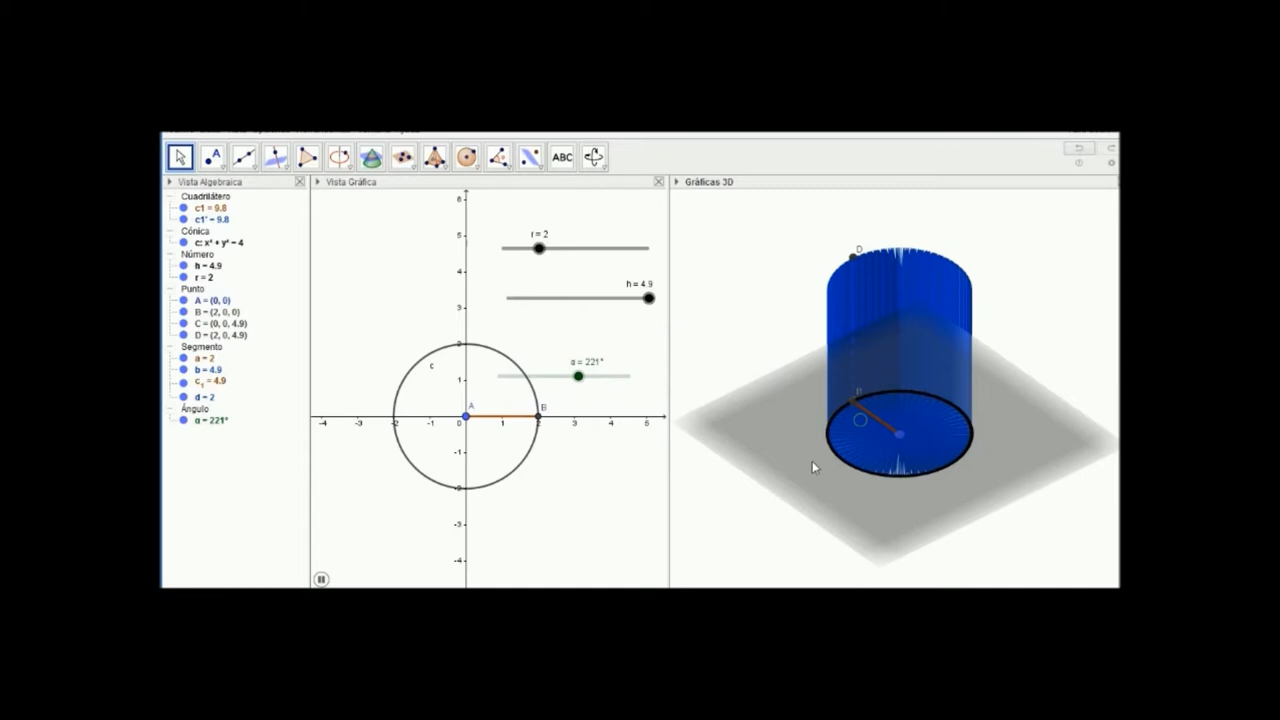 ABC
Vista Algebraica
Vista Gráfica
Gráficas 3D
Cuadrilátero
c1 = 9.8
c1' = 9.8
Cónica
c: x² + y² = 4
Número
h = 4.9
r = 2
Punto
A = (0, 0)
B = (2, 0, 0)
C = (0, 0, 4.9)
D = (2, 0, 4.9)
Segmento
a = 2
b = 4.9
c₁ = 4.9
d = 2
Ángulo
α = 221°
r = 2
h = 4.9
α = 221°
c
A
B
6
5
4
3
2
1
-4 -3 -2 -1 0 1 2 3 4 5
-1
-2
-3
-4
D